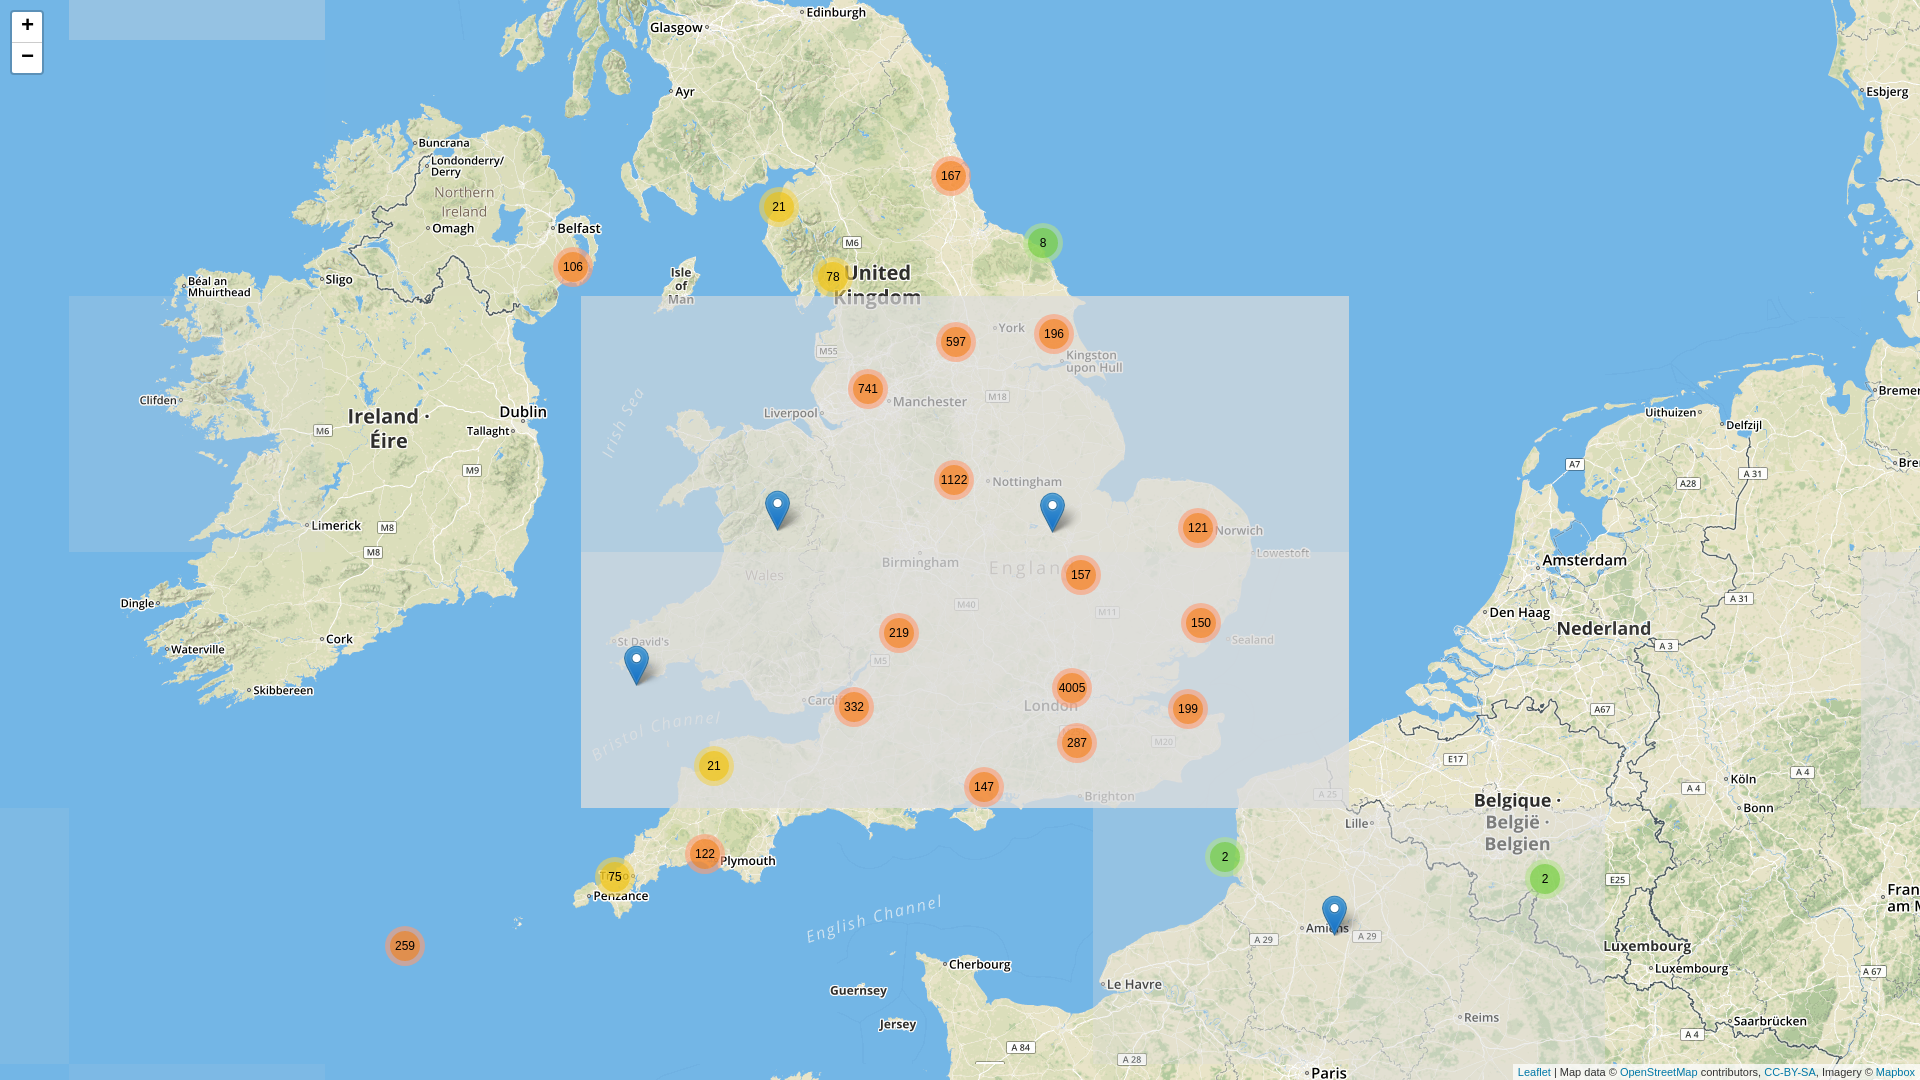 +
−
Edinburgh
Glasgow
Ayr
Esbjerg
Buncrana
Londonderry/
Derry
167
Northern
Ireland
21
Omagh
Belfast
M6
8
106
Isle
of
Man
78
United
Kingdom
Sligo
Béal an
Mhuirthead
York
196
597
M55
Kingston
upon Hull
741
M18
Manchester
Clifden
Liverpool
Irish Sea
Ireland ·
Éire
Dublin
Tallaght
M6
M9
Uithuizen
Delfzijl
A7
A 31
A28
1122
Nottingham
Limerick
M8
M8
121
Norwich
Lowestoft
Birmingham
Wales
157
Amsterdam
Dingle
M40
M11
A 31
Den Haag
Nederland
219
150
Cork
Waterville
St David's
Sealand
A 3
M5
Skibbereen
4005
London
332
199
A67
Bristol Channel
287
M20
E17
21
A 4
Köln
A 4
147
Brighton
A 25
Belgique ·
België ·
Belgien
Bonn
Lille
122
Plymouth
2
2
E25
75
Penzance
English Channel
Amiens
A 29
A 29
259
Luxembourg
Luxembourg
A 67
Cherbourg
Le Havre
Guernsey
Jersey
Reims
Saarbrücken
A 4
A 84
A 28
Paris
Leaflet | Map data © OpenStreetMap contributors, CC-BY-SA, Imagery © Mapbox